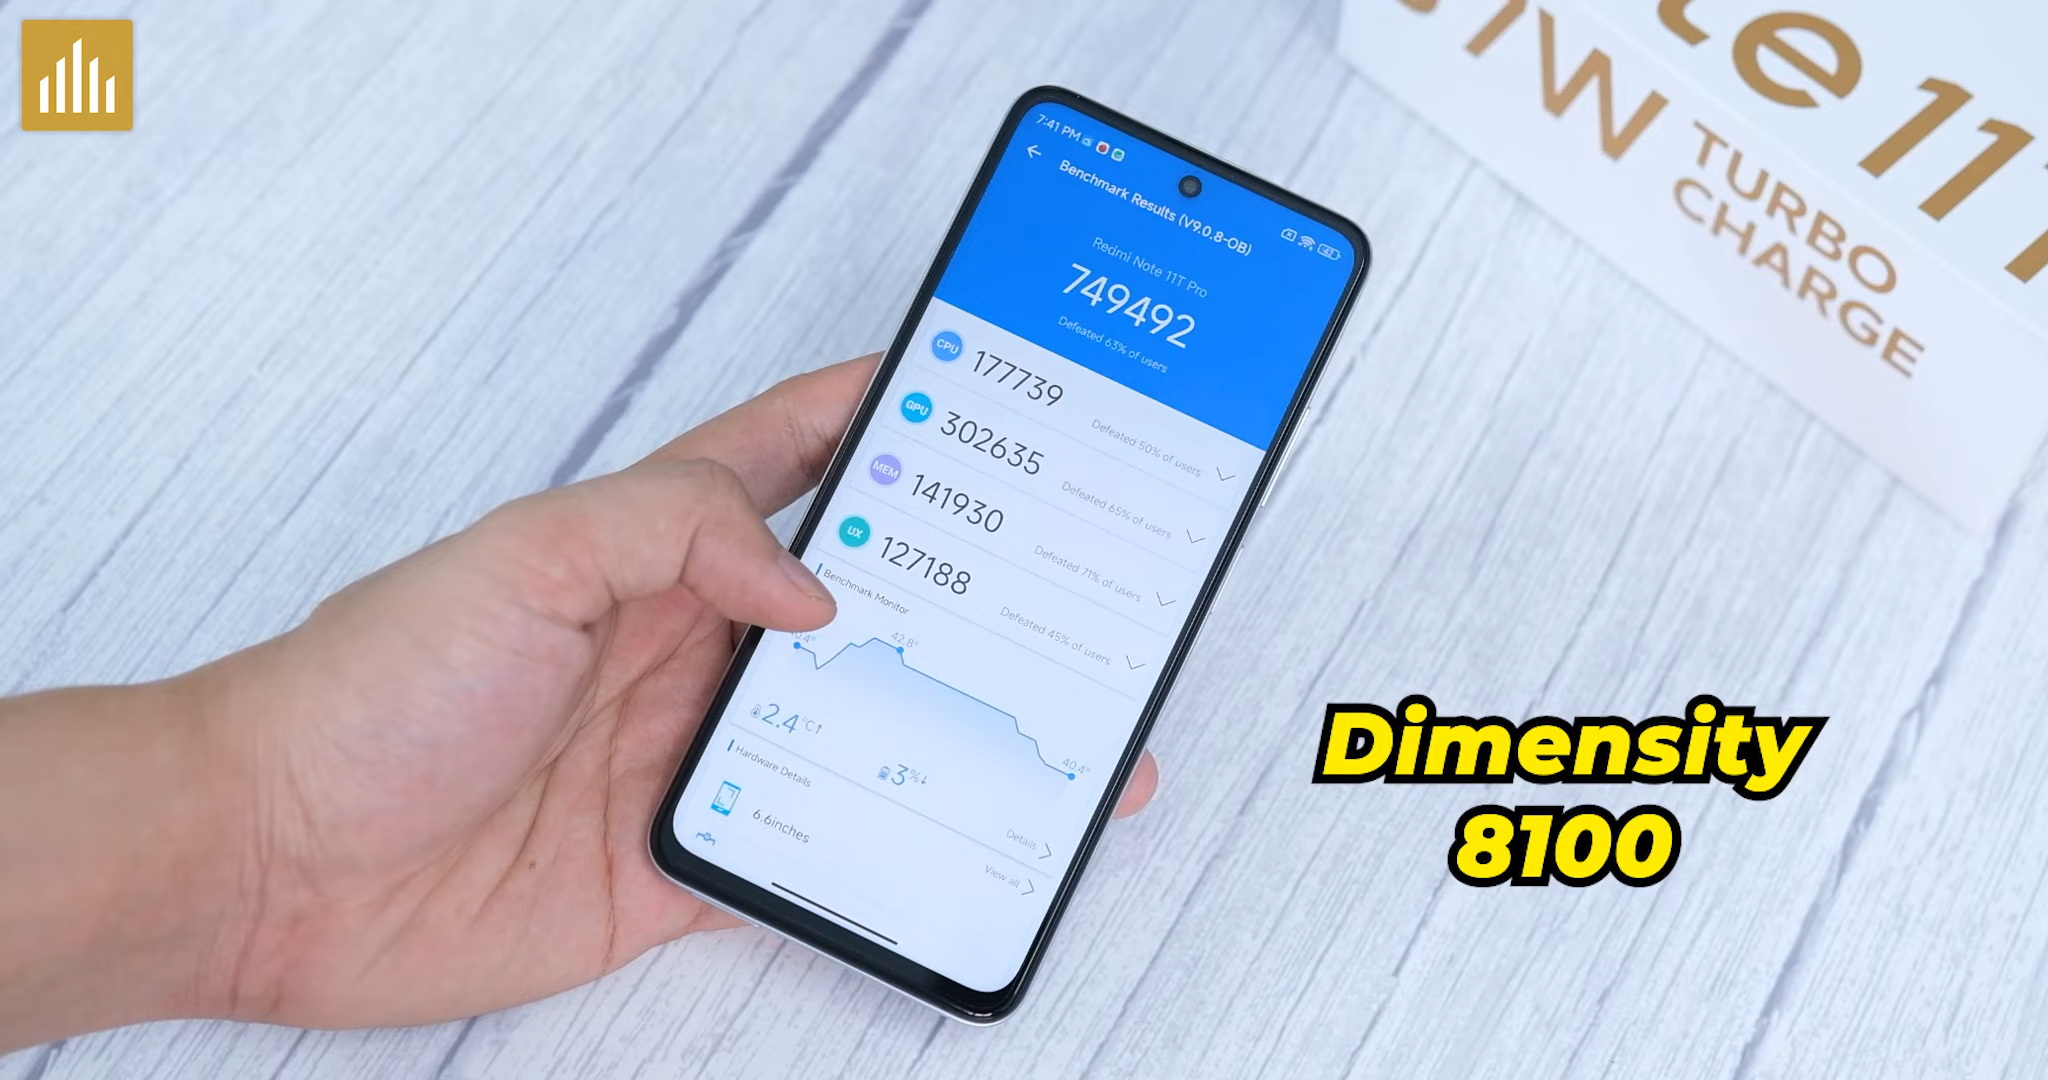 te 11T
W TURBO
CHARGE
7:41 PM
Benchmark Results (V9.0.8-OB)
Redmi Note 11T Pro
749492
Defeated 63% of users
CPU 177739 Defeated 50% of users
GPU 302635 Defeated 65% of users
MEM 141930 Defeated 71% of users
UX 127188 Defeated 45% of users
Benchmark Monitor
42.8°
40.4°
2.4 °C↑
3%↓
Hardware Details
Details
6.6inches
View all
Dimensity
8100